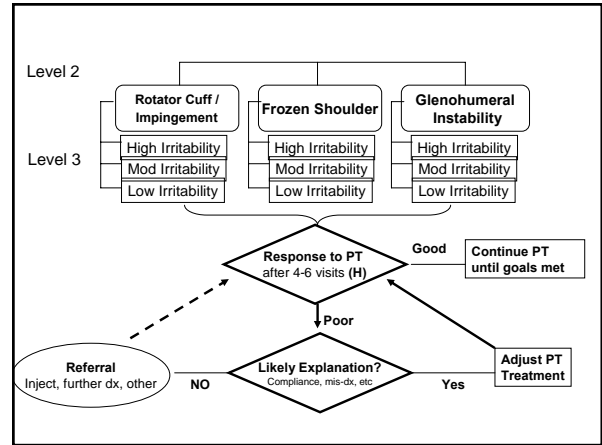 Level 2
Rotator Cuff /
Impingement
Frozen Shoulder
Glenohumeral
Instability
Level 3
High Irritability
Mod Irritability
Low Irritability
High Irritability
Mod Irritability
Low Irritability
High Irritability
Mod Irritability
Low Irritability
Response to PT
after 4-6 visits (H)
Good
Continue PT
until goals met
Poor
Referral
Inject, further dx, other
NO
Likely Explanation?
Compliance, mis-dx, etc
Yes
Adjust PT
Treatment